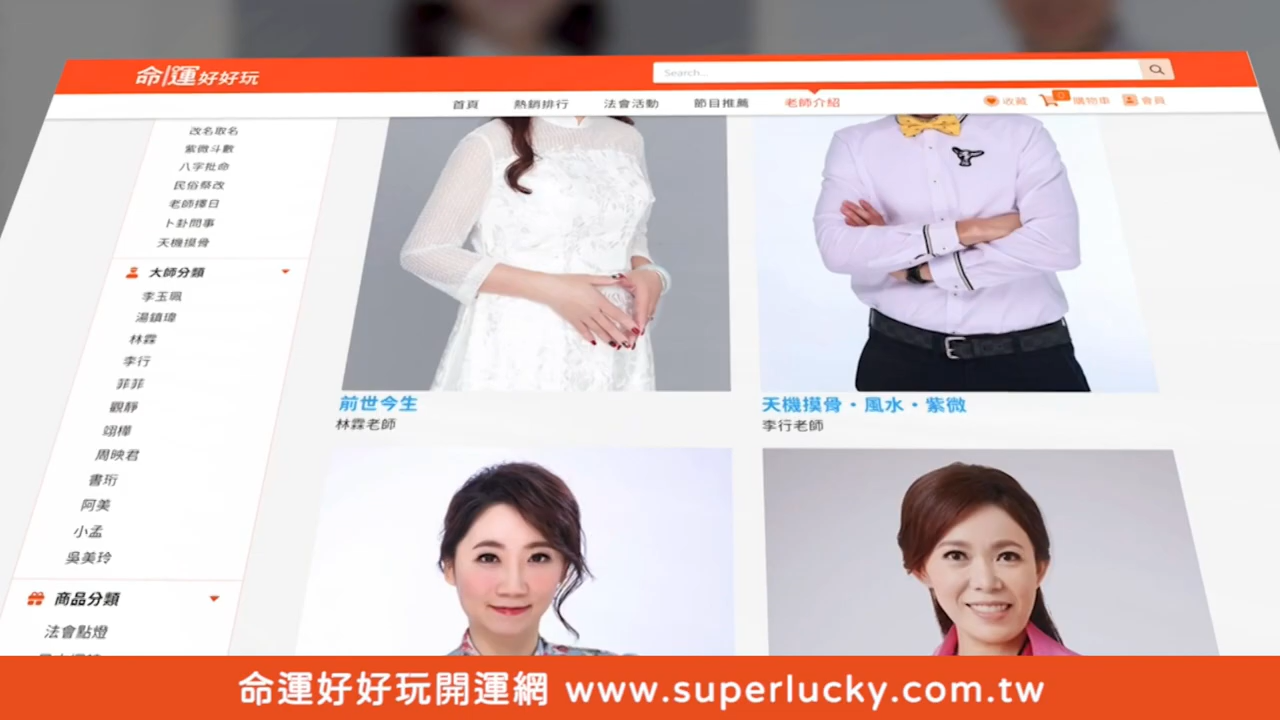 命運好好玩
Search...
首頁 熱銷排行 法會活動 節目推薦 老師介紹 收藏 0 購物車 會員
改名取名
紫微斗數
八字批命
民俗祭改
老師擇日
卜卦問事
天機摸骨
大師分類
李玉珮
湯鎮瑋
林霖
李行
菲菲
觀靜
翊樺
周映君
書珩
阿美
小孟
吳美玲
商品分類
法會點燈
前世今生
林霖老師
天機摸骨・風水・紫微
李行老師
命運好好玩開運網 www.superlucky.com.tw